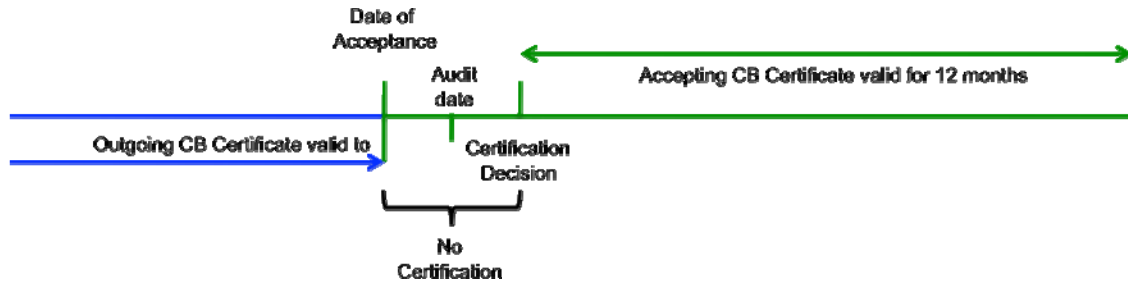 Date of
Acceptance
Audit
date
Accepting CB Certificate valid for 12 months
Outgoing CB Certificate valid to
Certification
Decision
No
Certification